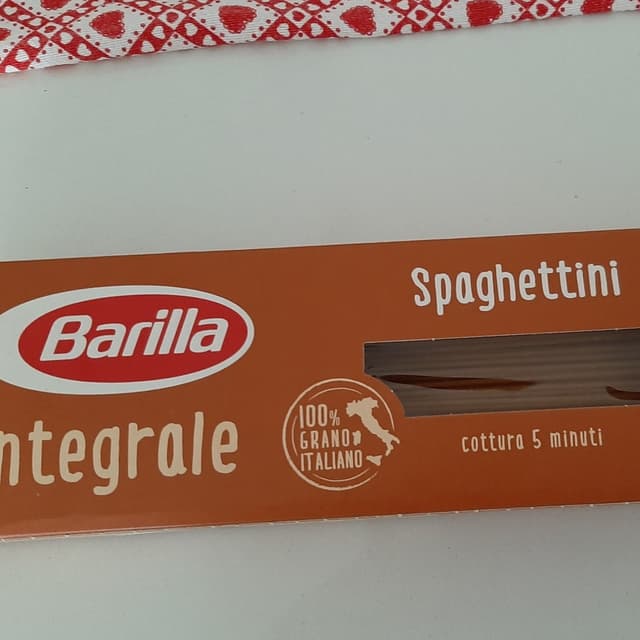 Barilla
ntegrale
100%
GRANO
ITALIANO
Spaghettini
cottura 5 minuti